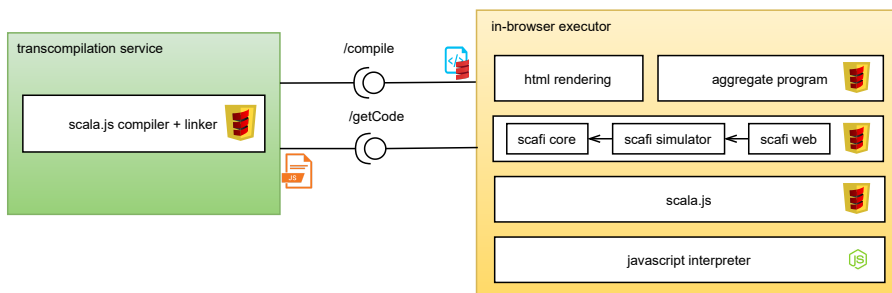 transcompilation service
scala.js compiler + linker
/compile
/getCode
JS
in-browser executor
html rendering
aggregate program
scafi core
scafi simulator
scafi web
scala.js
javascript interpreter
JS